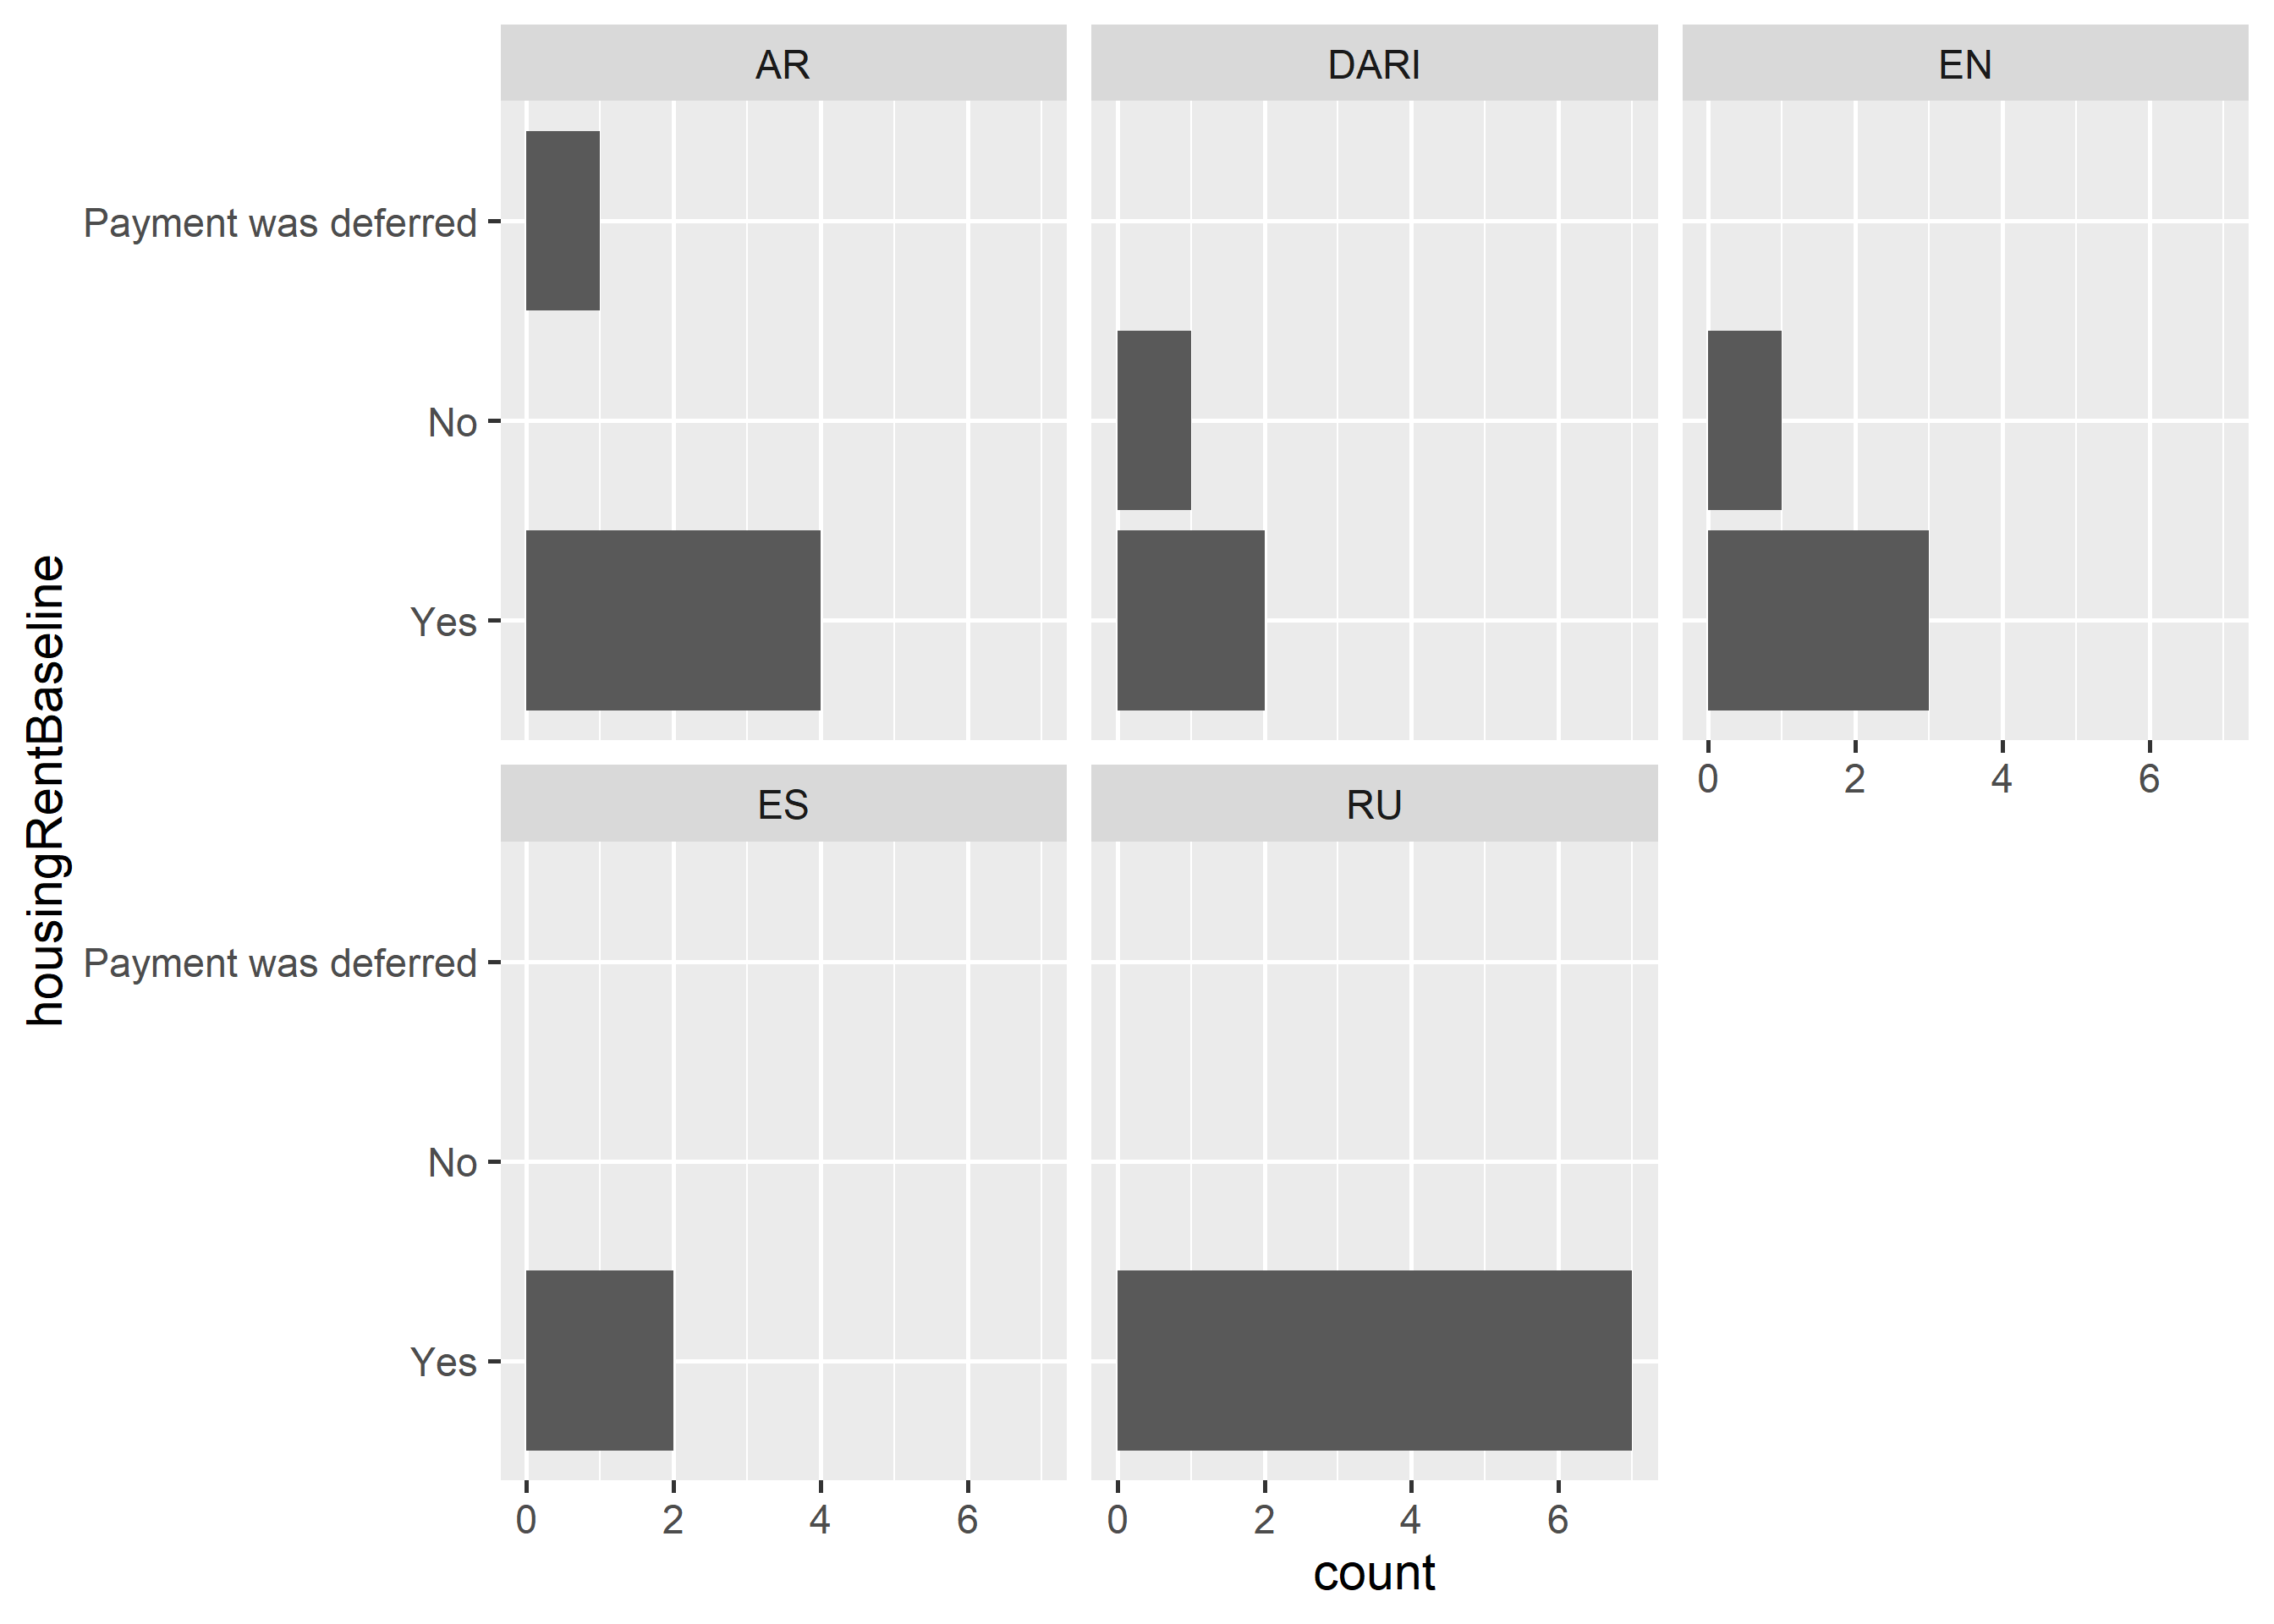 AR
DARI
EN
Payment was deferred
No
Yes
0 2 4 6
ES
RU
Payment was deferred
No
Yes
0 2 4 6
0 2 4 6
count
housingRentBaseline